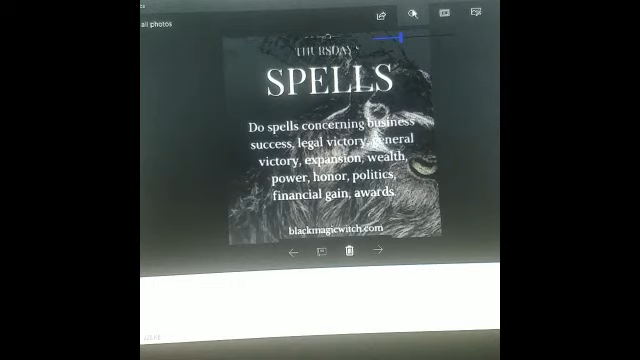 all photos
THURSDAY'S
SPELLS
Do spells concerning business
success, legal victory, general
victory, expansion, wealth,
power, honor, politics,
financial gain, awards
blackmagicwitch.com